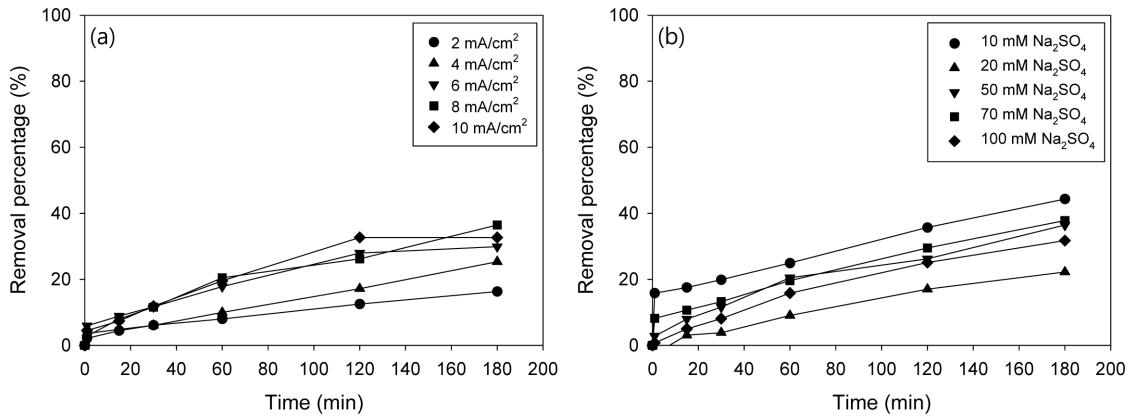 (a)
2 mA/cm²
4 mA/cm²
6 mA/cm²
8 mA/cm²
10 mA/cm²
Removal percentage (%)
100
80
60
40
20
0
0 20 40 60 80 100 120 140 160 180 200
Time (min)
(b)
10 mM Na₂SO₄
20 mM Na₂SO₄
50 mM Na₂SO₄
70 mM Na₂SO₄
100 mM Na₂SO₄
Removal percentage (%)
100
80
60
40
20
0
0 20 40 60 80 100 120 140 160 180 200
Time (min)